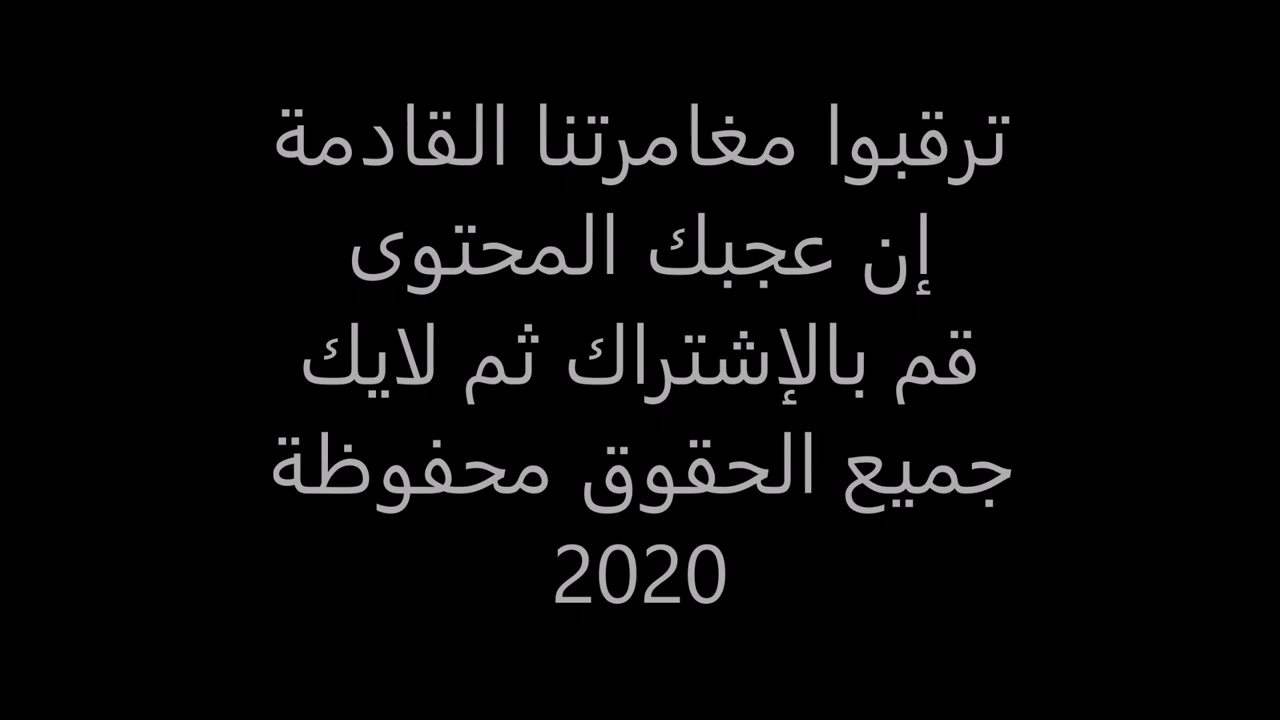 ترقبوا مغامرتنا القادمة
إن عجبك المحتوى
قم بالإشتراك ثم لايك
جميع الحقوق محفوظة
2020